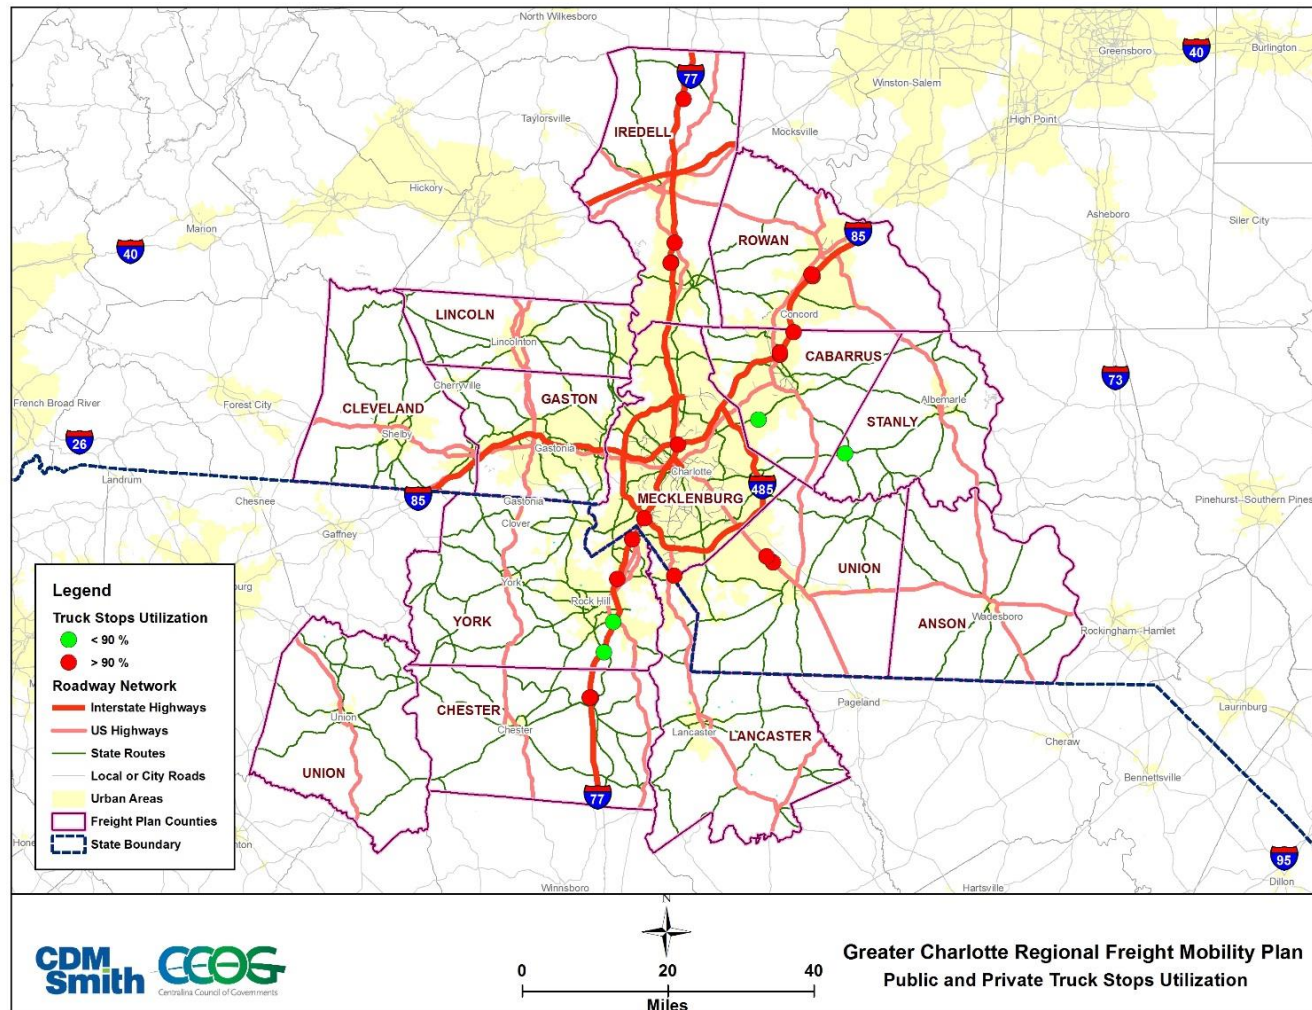 North Wilkesboro
Greensboro
Burlington
40
77
Winston-Salem
High Point
Taylorsville
IREDELL
Mocksville
Hickory
Asheboro
Siler City
Marion
ROWAN
85
40
LINCOLN
Concord
Lincolnton
CABARRUS
73
Cherryville
GASTON
Albemarle
French Broad River
Forest City
CLEVELAND
STANLY
Shelby
26
Gastonia
Charlotte
Landrum
85
Chesnee
Gastonia
MECKLENBURG
485
Pinehurst-Southern Pines
Clover
Gaffney
UNION
York
Rock Hill
YORK
ANSON
Wadesboro
Rockingham-Hamlet
CHESTER
Chester
Union
UNION
Lancaster
LANCASTER
Pageland
Laurinburg
Cheraw
Bennettsville
77
95
Dillon
Winnsboro
Hartsville
Legend
Truck Stops Utilization
< 90 %
> 90 %
Roadway Network
Interstate Highways
US Highways
State Routes
Local or City Roads
Urban Areas
Freight Plan Counties
State Boundary
CDM
Smith
CCOG
Centralina Council of Governments
N
0 20 40
Miles
Greater Charlotte Regional Freight Mobility Plan
Public and Private Truck Stops Utilization